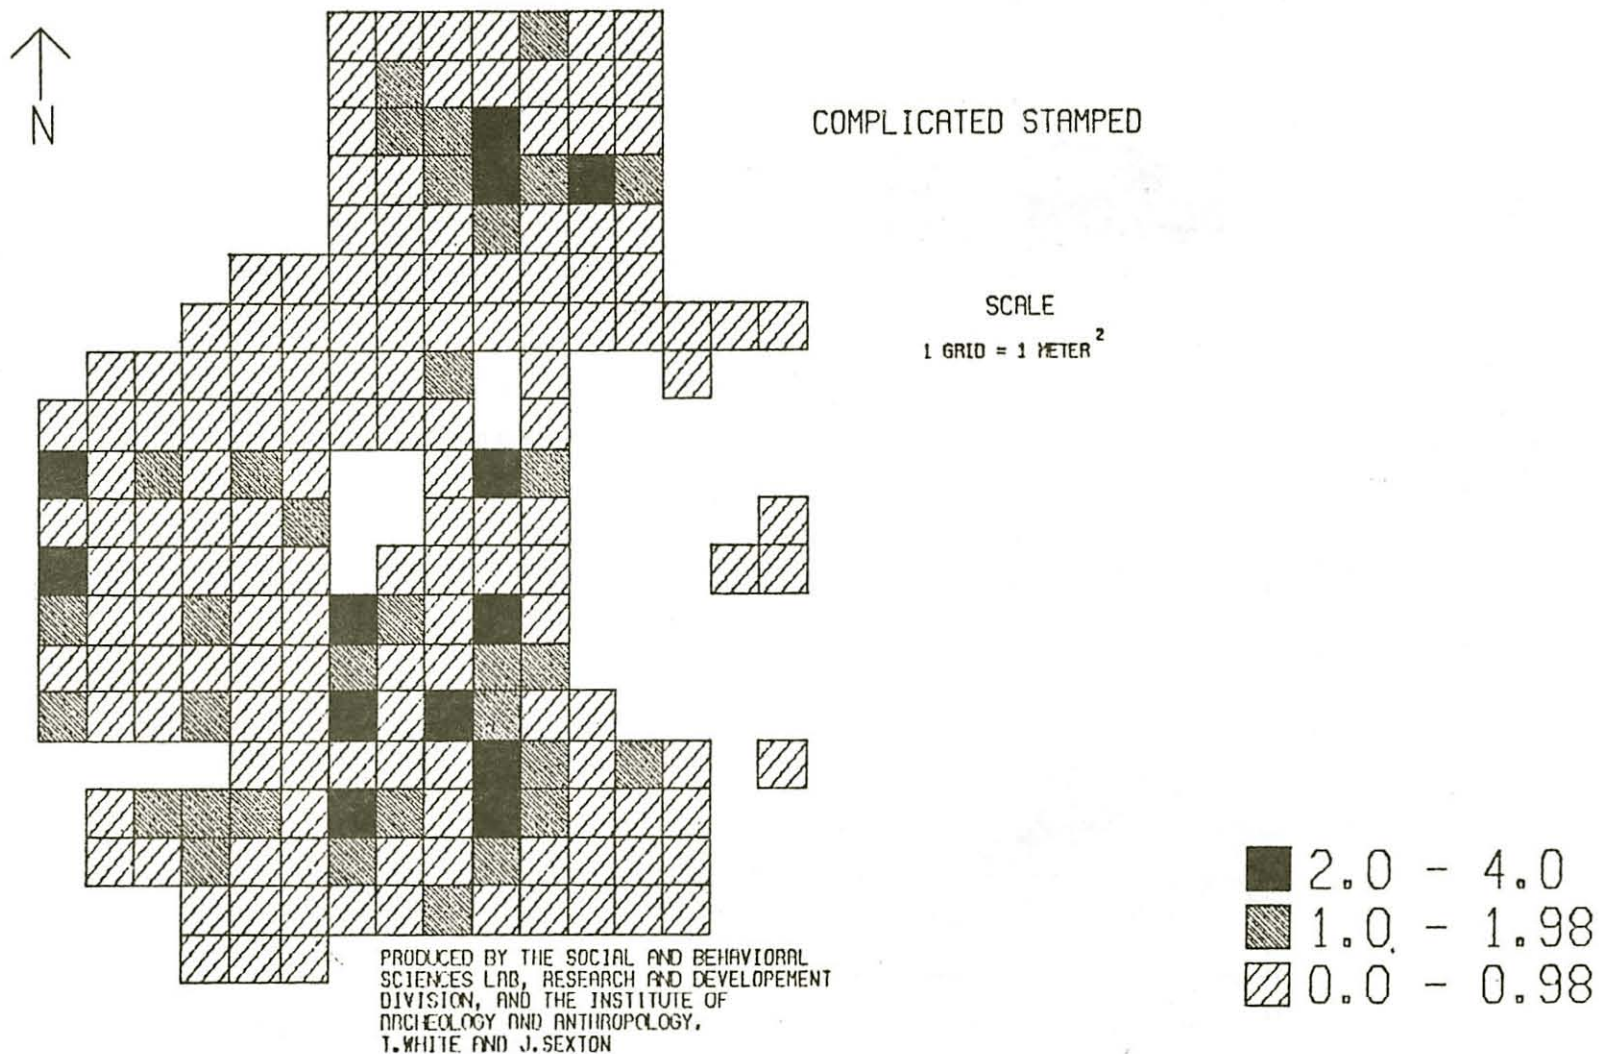 N
COMPLICATED STAMPED
SCALE
1 GRID = 1 METER²
2.0 - 4.0
1.0 - 1.98
0.0 - 0.98
PRODUCED BY THE SOCIAL AND BEHAVIORAL
SCIENCES LAB, RESEARCH AND DEVELOPEMENT
DIVISION, AND THE INSTITUTE OF
ARCHEOLOGY AND ANTHROPOLOGY,
T.WHITE AND J.SEXTON